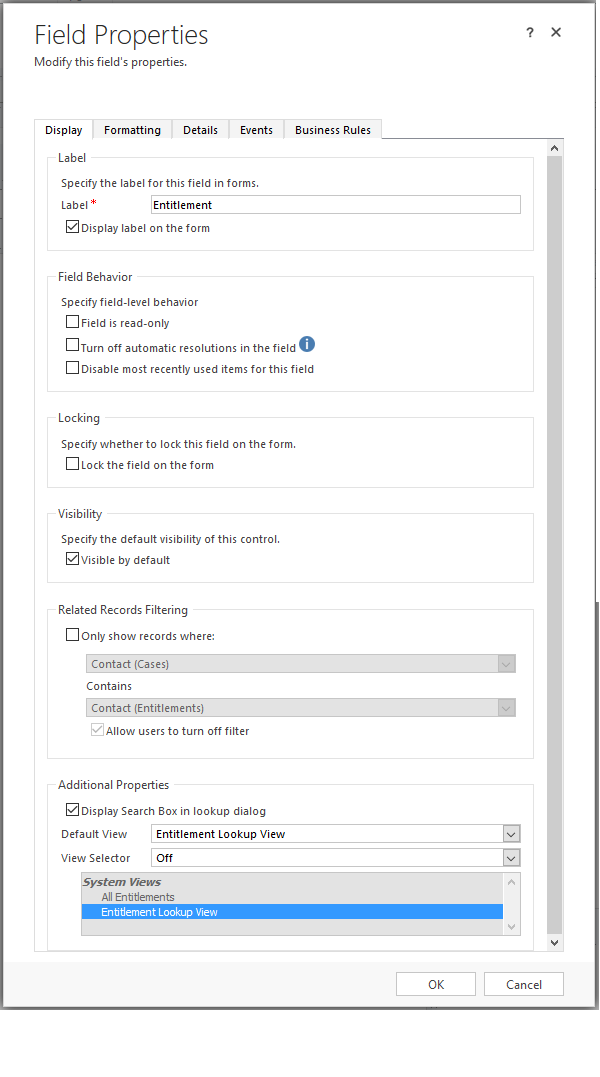 Field Properties
? ×
Modify this field's properties.
Display Formatting Details Events Business Rules
Label
Specify the label for this field in forms.
Label * Entitlement
Display label on the form
Field Behavior
Specify field-level behavior
Field is read-only
Turn off automatic resolutions in the field i
Disable most recently used items for this field
Locking
Specify whether to lock this field on the form.
Lock the field on the form
Visibility
Specify the default visibility of this control.
Visible by default
Related Records Filtering
Only show records where:
Contact (Cases)
Contains
Contact (Entitlements)
Allow users to turn off filter
Additional Properties
Display Search Box in lookup dialog
Default View Entitlement Lookup View
View Selector Off
System Views
All Entitlements
Entitlement Lookup View
OK Cancel